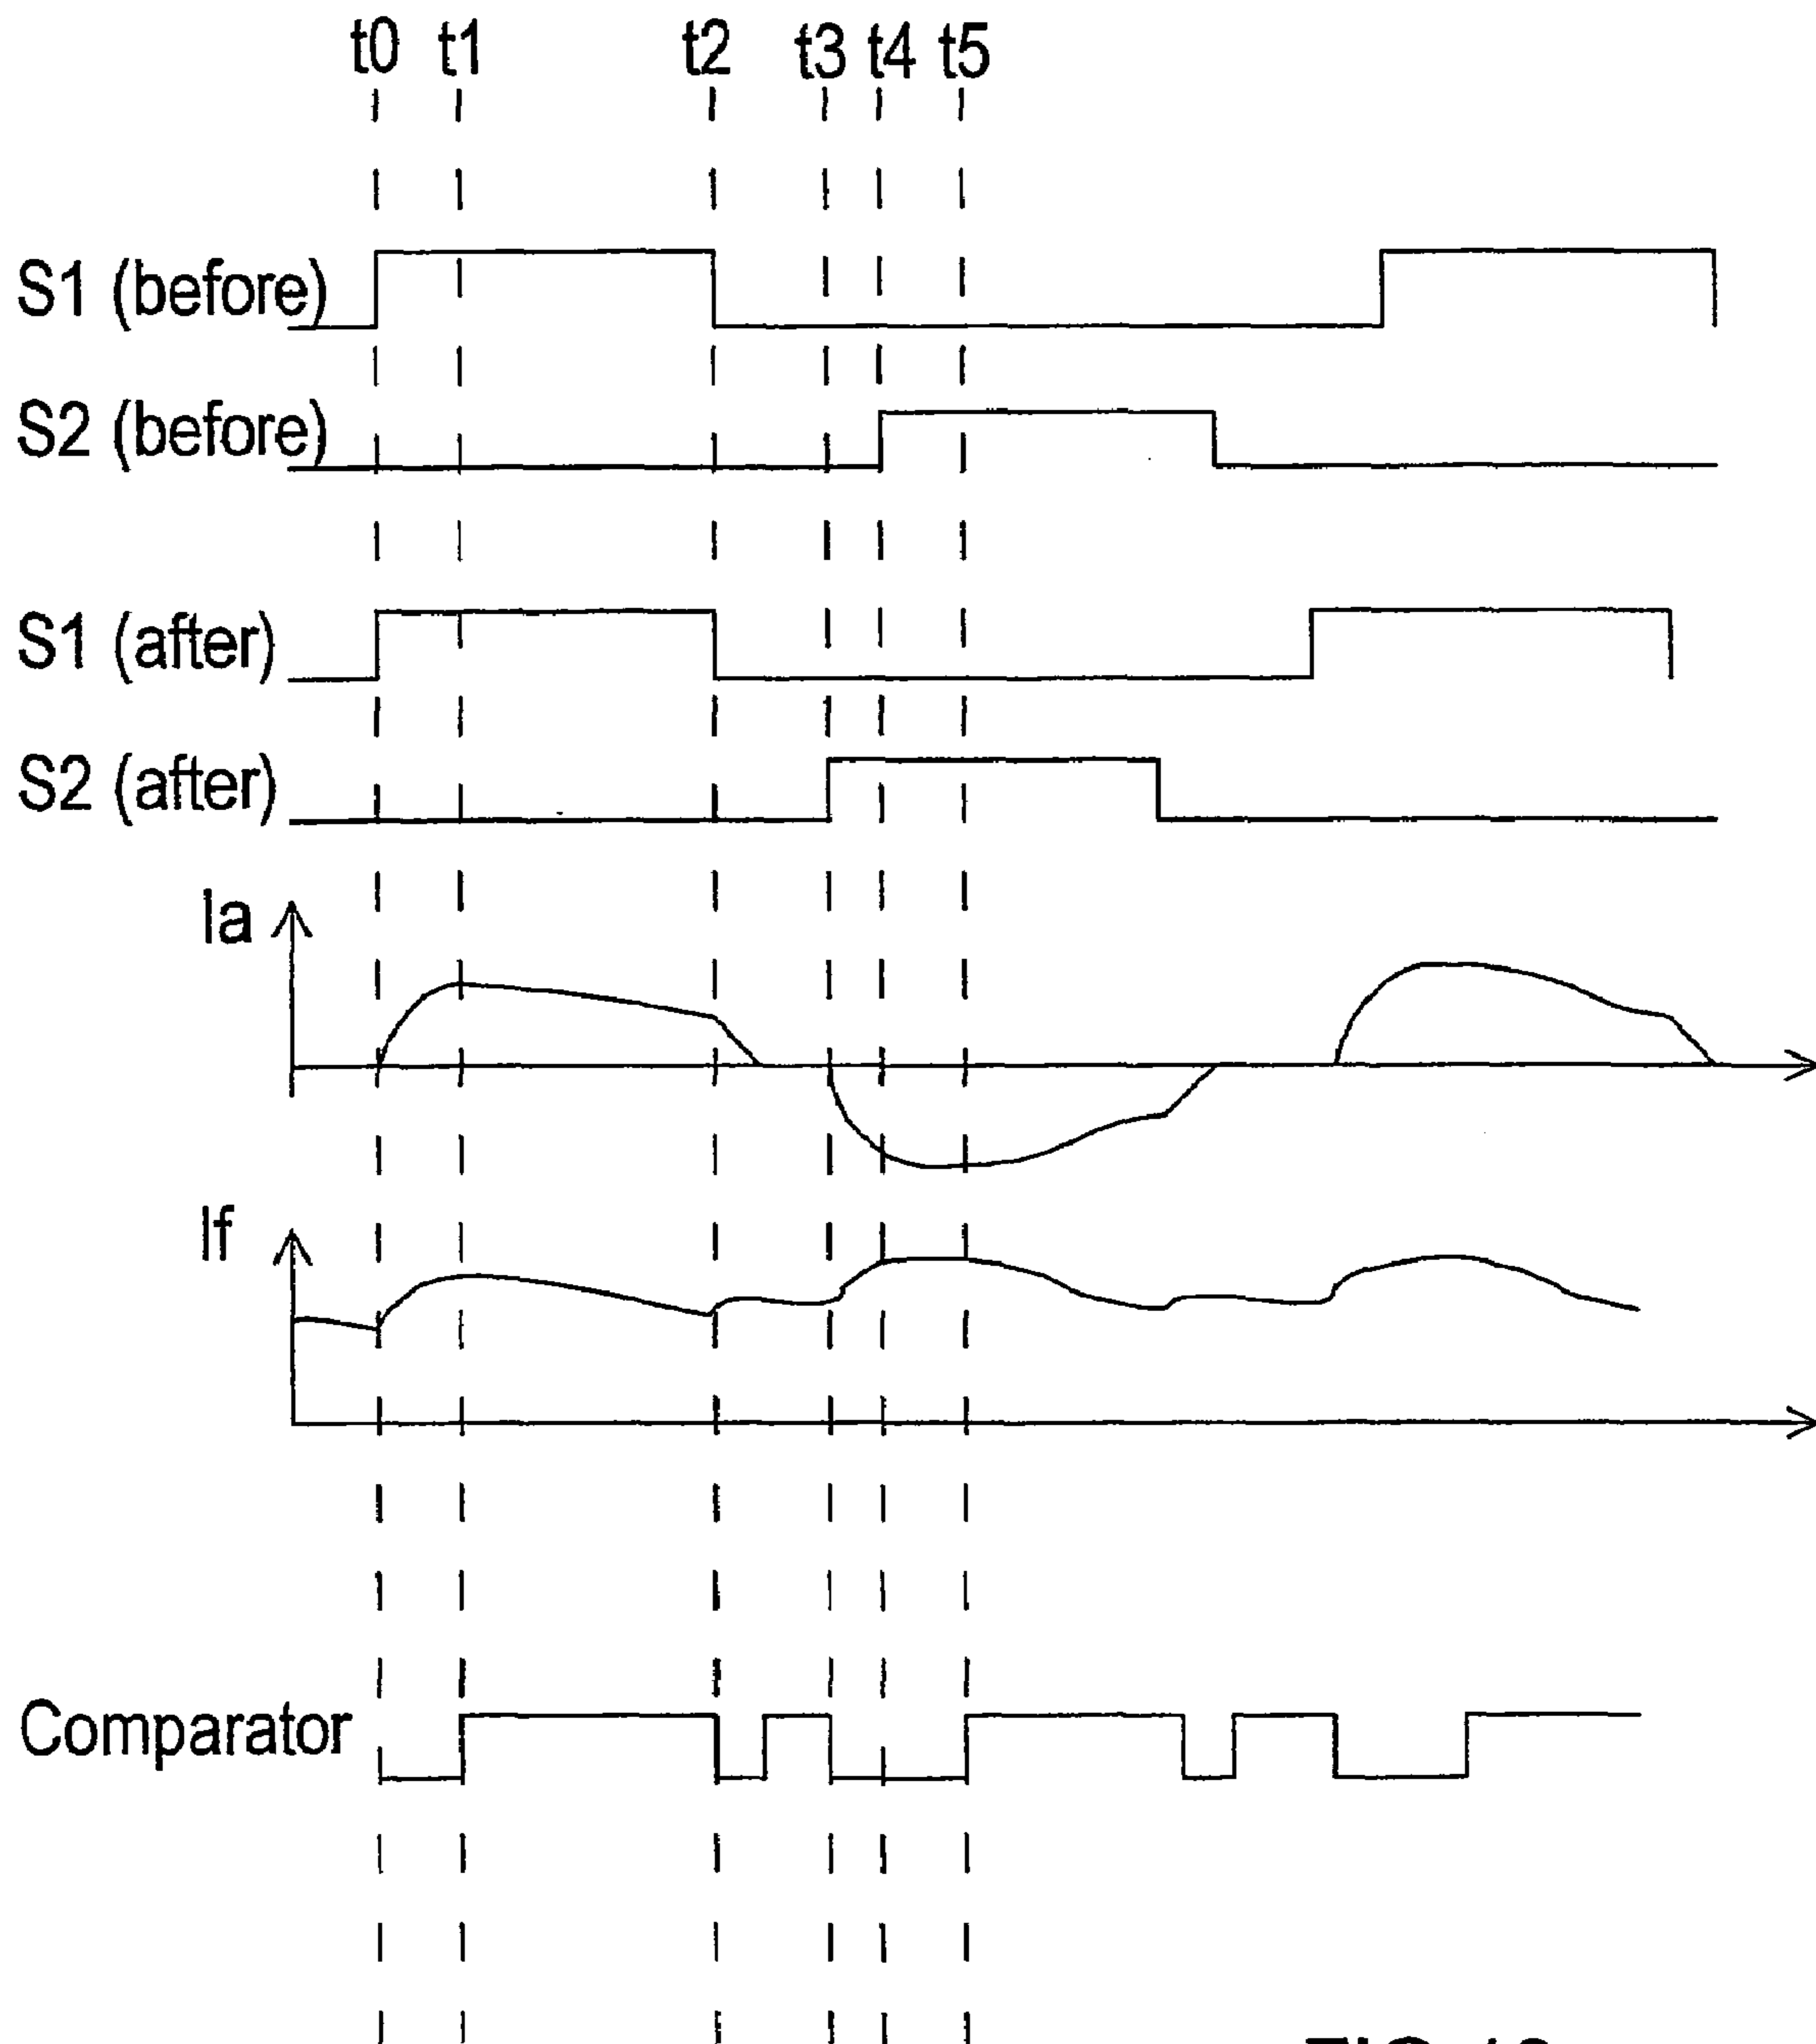 t0 t1 t2 t3 t4 t5
S1 (before)
S2 (before)
S1 (after)
S2 (after)
Ia
If
Comparator